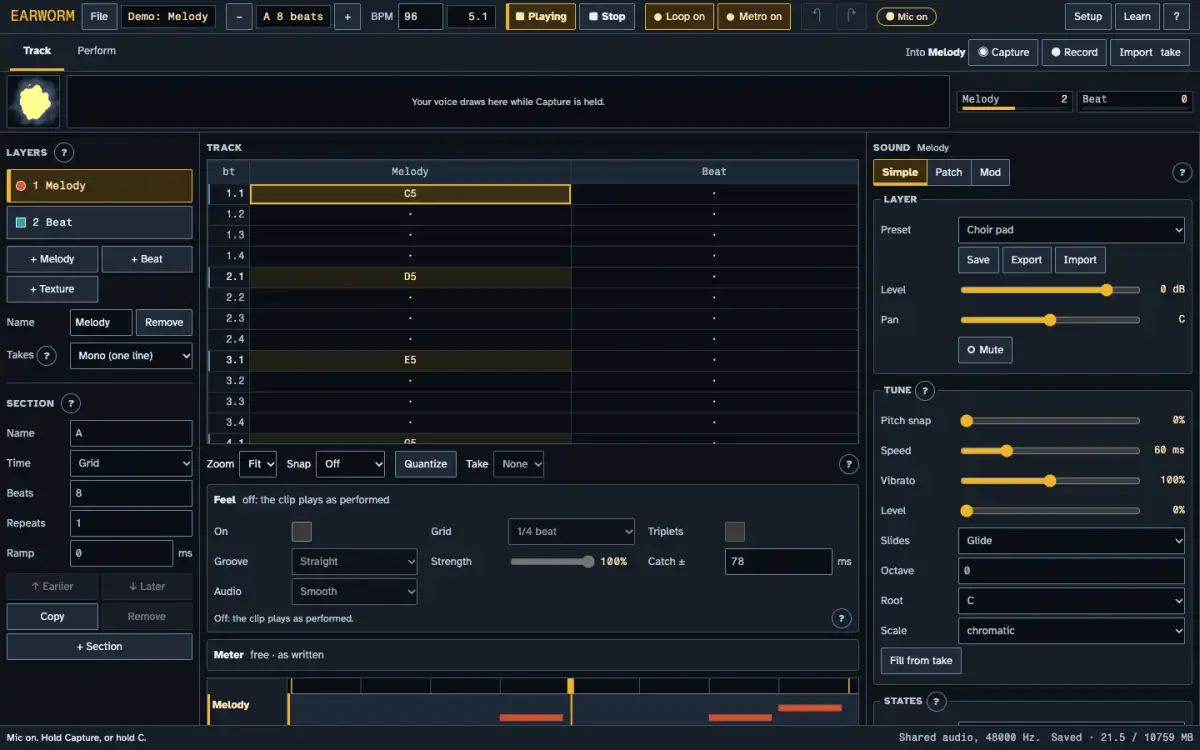 EARWORM File Demo: Melody − A 8 beats + BPM 96 5.1 Playing Stop Loop on Metro on Mic on Setup Learn ?
Track Perform Into Melody Capture Record Import take
Your voice draws here while Capture is held.
Melody 2 Beat 0
LAYERS ?
1 Melody
2 Beat
+ Melody + Beat
+ Texture
Name Melody Remove
Takes ? Mono (one line)
SECTION ?
Name A
Time Grid
Beats 8
Repeats 1
Ramp 0 ms
↑ Earlier ↓ Later
Copy Remove
+ Section
TRACK
bt Melody Beat
1.1 C5 ·
1.2 · ·
1.3 · ·
1.4 · ·
2.1 D5 ·
2.2 · ·
2.3 · ·
2.4 · ·
3.1 E5 ·
3.2 · ·
3.3 · ·
3.4 · ·
4.1 G5 ·
Zoom Fit Snap Off Quantize Take None ?
Feel off: the clip plays as performed
On Grid 1/4 beat Triplets
Groove Straight Strength 100% Catch ± 78 ms
Audio Smooth
Off: the clip plays as performed. ?
Meter free · as written
Melody
SOUND Melody
Simple Patch Mod ?
LAYER
Preset Choir pad
Save Export Import
Level 0 dB
Pan C
Mute
TUNE ?
Pitch snap 0%
Speed 60 ms
Vibrato 100%
Level 0%
Slides Glide
Octave 0
Root C
Scale chromatic
Fill from take
STATES ?
Mic on. Hold Capture, or hold C. Shared audio, 48000 Hz. Saved · 21.5 / 10759 MB